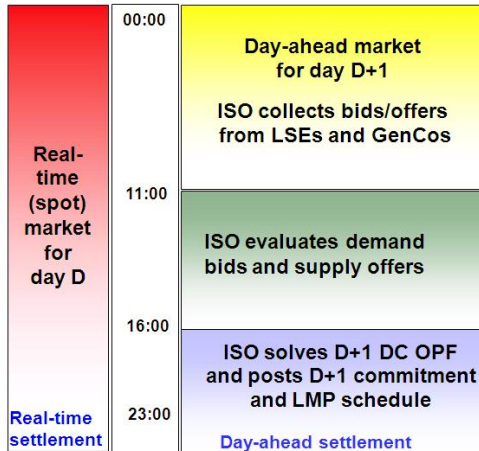 Real-
time
(spot)
market
for
day D
Real-time
settlement
00:00
11:00
16:00
23:00
Day-ahead market
for day D+1
ISO collects bids/offers
from LSEs and GenCos
ISO evaluates demand
bids and supply offers
ISO solves D+1 DC OPF
and posts D+1 commitment
and LMP schedule
Day-ahead settlement